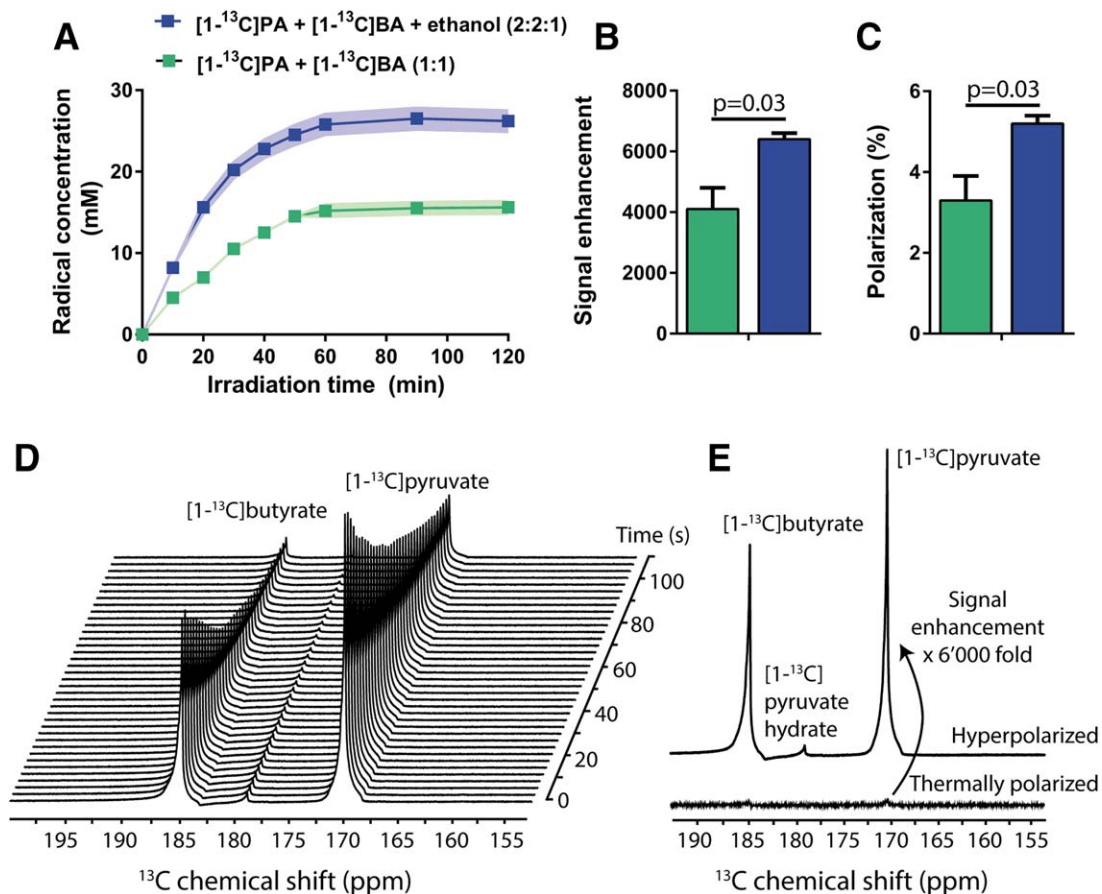 A
[1-¹³C]PA + [1-¹³C]BA + ethanol (2:2:1)
[1-¹³C]PA + [1-¹³C]BA (1:1)
Radical concentration
(mM)
30
20
10
0
0 20 40 60 80 100 120
Irradiation time (min)
B
p=0.03
Signal enhancement
8000
6000
4000
2000
0
C
p=0.03
Polarization (%)
6
4
2
0
D
[1-¹³C]butyrate
[1-¹³C]pyruvate
Time (s)
100
80
60
40
20
0
195 190 185 180 175 170 165 160 155
¹³C chemical shift (ppm)
E
[1-¹³C]pyruvate
[1-¹³C]butyrate
[1-¹³C]
pyruvate
hydrate
Signal
enhancement
x 6'000 fold
Hyperpolarized
Thermally polarized
190 185 180 175 170 165 160 155
¹³C chemical shift (ppm)